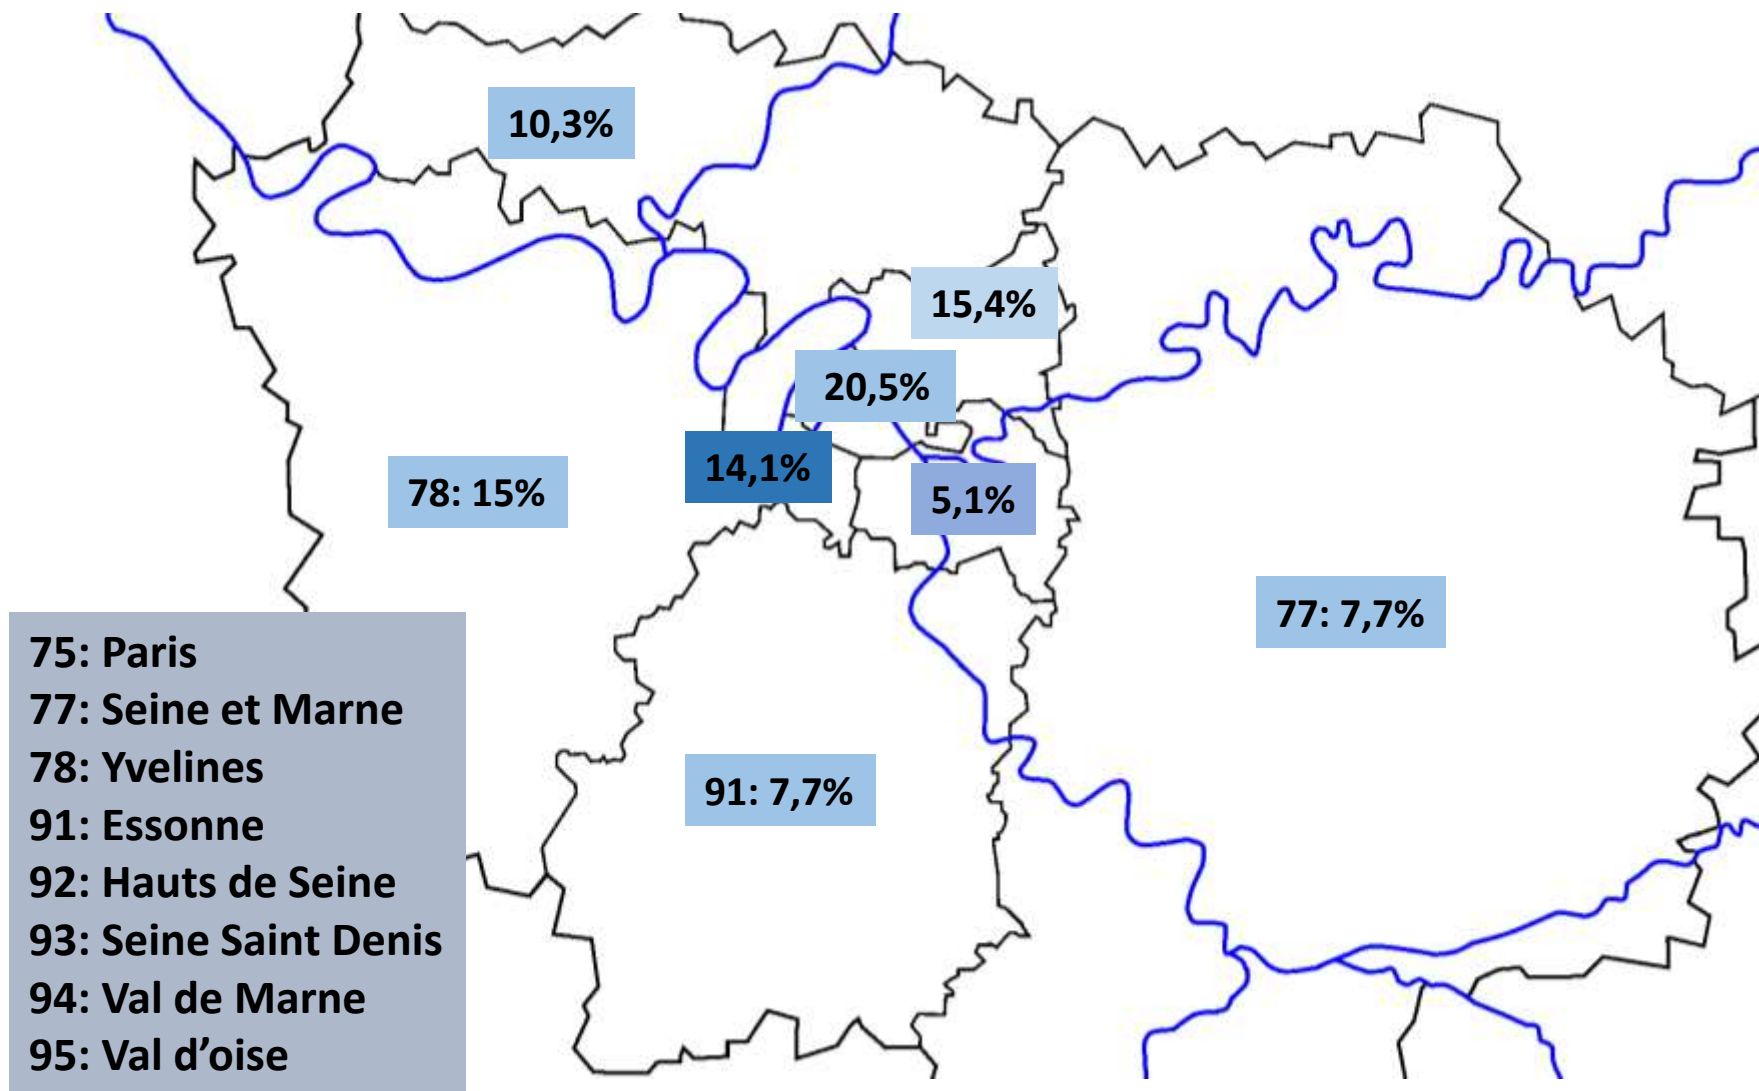 10,3%
15,4%
20,5%
14,1%
78: 15%
5,1%
77: 7,7%
91: 7,7%
75: Paris
77: Seine et Marne
78: Yvelines
91: Essonne
92: Hauts de Seine
93: Seine Saint Denis
94: Val de Marne
95: Val d’oise